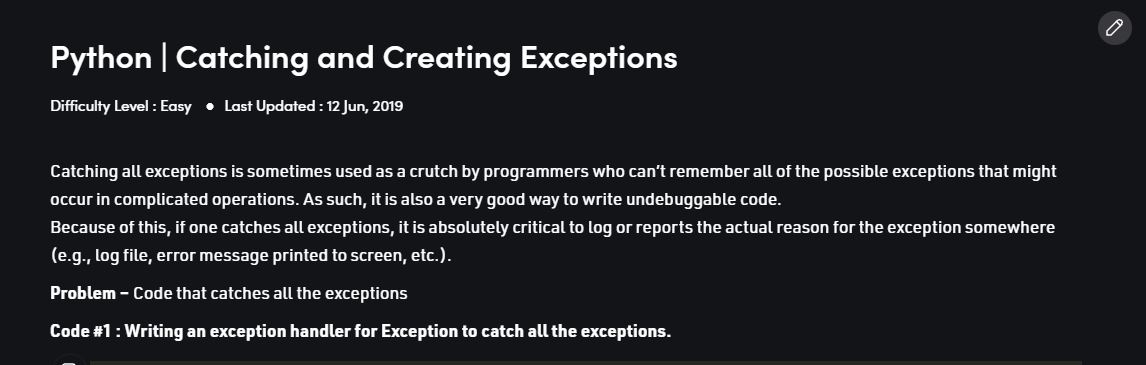 Python | Catching and Creating Exceptions
Difficulty Level : Easy ● Last Updated : 12 Jun, 2019
Catching all exceptions is sometimes used as a crutch by programmers who can’t remember all of the possible exceptions that might
occur in complicated operations. As such, it is also a very good way to write undebuggable code.
Because of this, if one catches all exceptions, it is absolutely critical to log or reports the actual reason for the exception somewhere
(e.g., log file, error message printed to screen, etc.).
Problem – Code that catches all the exceptions
Code #1 : Writing an exception handler for Exception to catch all the exceptions.